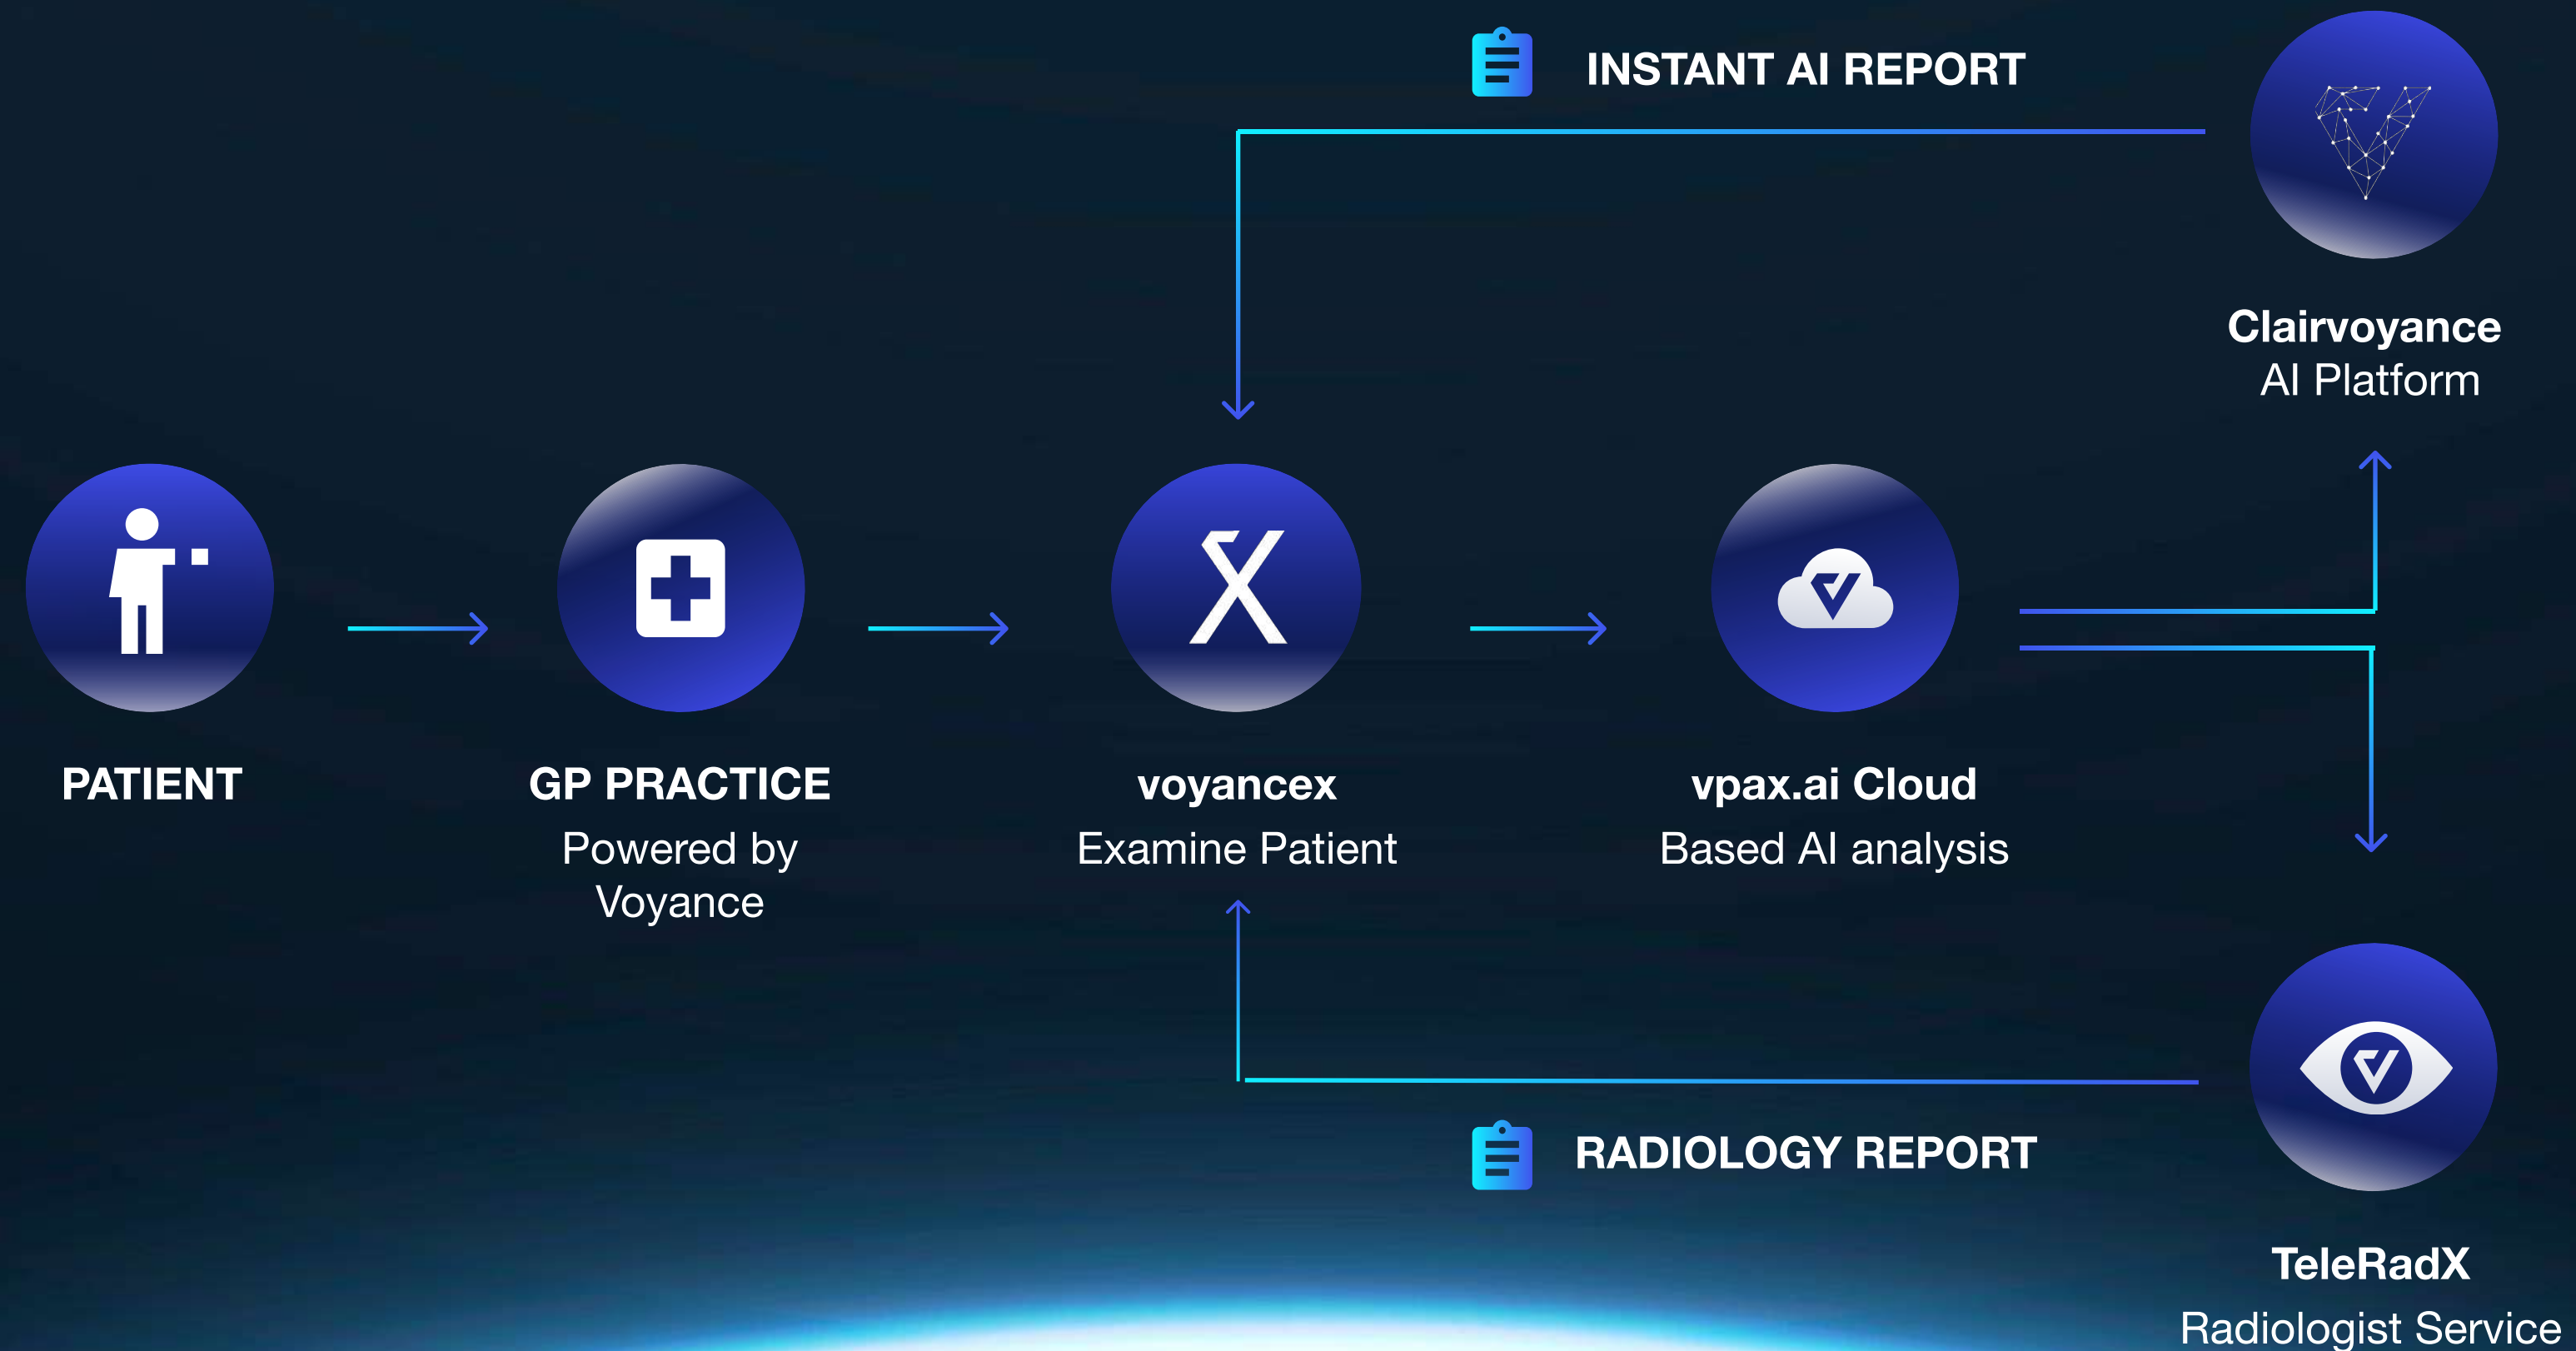 INSTANT AI REPORT
Clairvoyance
AI Platform
PATIENT
GP PRACTICE
Powered by
Voyance
voyancex
Examine Patient
vpax.ai Cloud
Based AI analysis
RADIOLOGY REPORT
TeleRadX
Radiologist Service